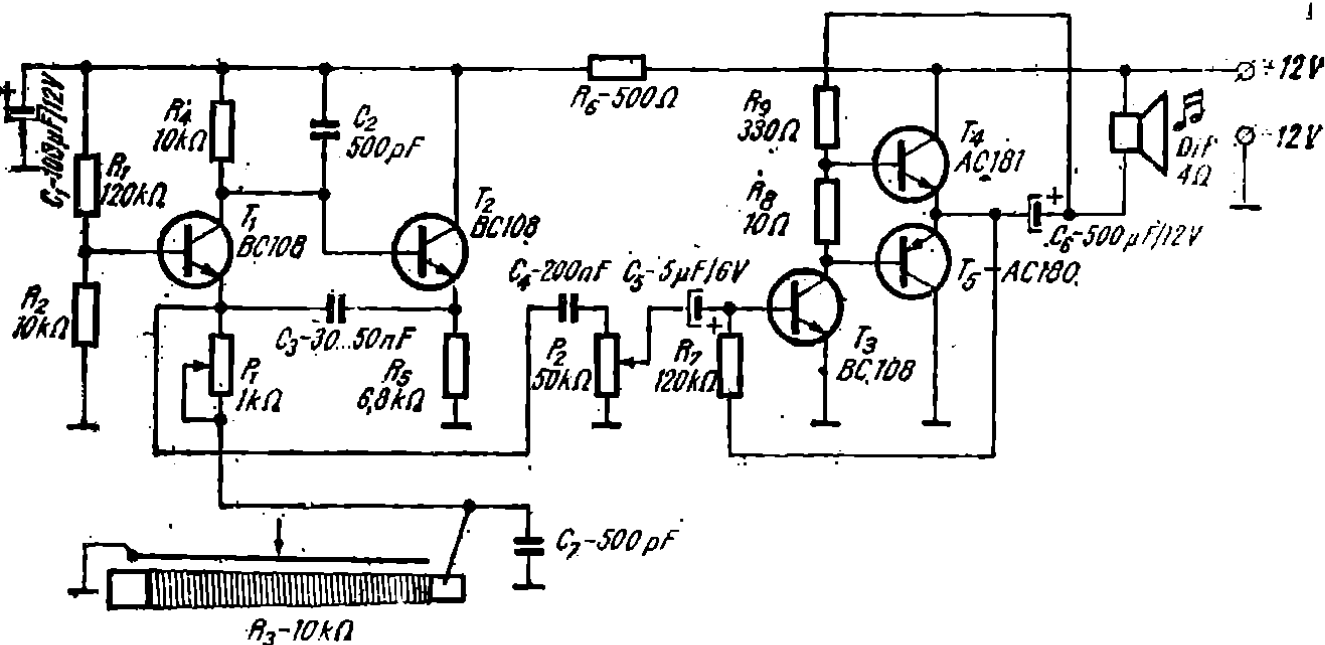 +12V
-12V
C1-100µF/12V
R1
120kΩ
R4
10kΩ
C2
500pF
R6-500Ω
R9
330Ω
T4
AC181
Dif
4Ω
R8
10Ω
T1
BC108
T2
BC108
C6-500µF/12V
T5-AC180
R2
10kΩ
C4-200nF
C5-5µF/6V
C3-30...50nF
P1
1kΩ
R5
6,8kΩ
P2
50kΩ
R7
120kΩ
T3
BC108
C7-500pF
R3-10kΩ